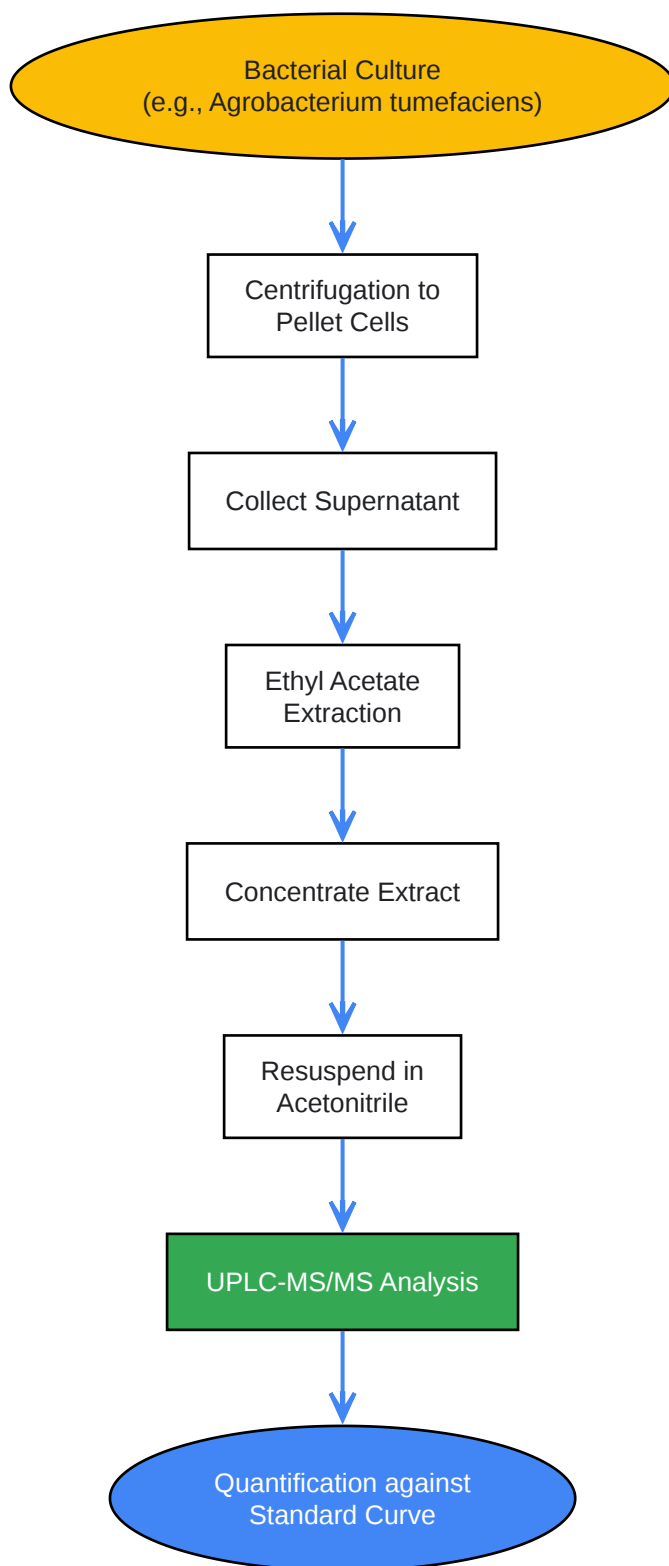 Bacterial Culture
(e.g., Agrobacterium tumefaciens)
Centrifugation to
Pellet Cells
Collect Supernatant
Ethyl Acetate
Extraction
Concentrate Extract
Resuspend in
Acetonitrile
UPLC-MS/MS Analysis
Quantification against
Standard Curve